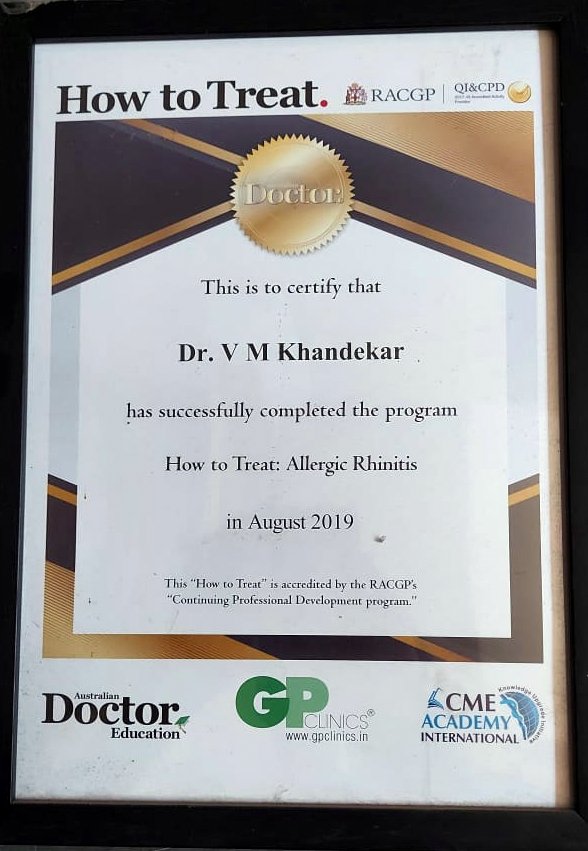 How to Treat.
RACGP
QI&CPD
Doctor
This is to certify that
Dr. V M Khandekar
has successfully completed the program
How to Treat: Allergic Rhinitis
in August 2019
This “How to Treat” is accredited by the RACGP’s
“Continuing Professional Development program.”
Australian
Doctor
Education
GP
CLINICS®
www.gpclinics.in
CME
ACADEMY
INTERNATIONAL
Knowledge Upgrade Initiative